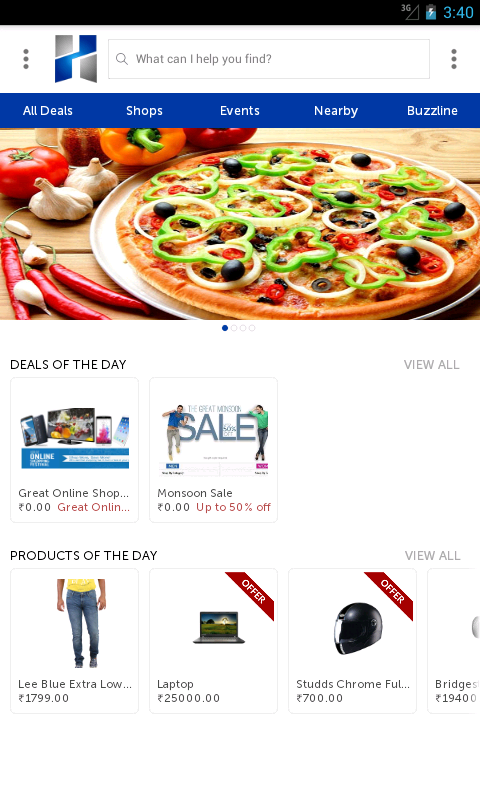 3G 3:40
What can I help you find?
All Deals Shops Events Nearby Buzzline
DEALS OF THE DAY VIEW ALL
ONLINE
SHOPPING
FESTIVAL
THE GREAT MONSOON
SALE
50%
Great Online Shop... Monsoon Sale
₹0.00 Great Onlin... ₹0.00 Up to 50% off
PRODUCTS OF THE DAY VIEW ALL
OFFER OFFER
Lee Blue Extra Low... Laptop Studds Chrome Ful... Bridges
₹1799.00 ₹25000.00 ₹700.00 ₹19400